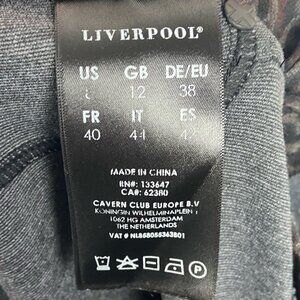 LIVERPOOL®
US GB DE/EU
12 38
FR IT ES
40
MADE IN CHINA
RN#: 133647
CA#: 62380
CAVERN CLUB EUROPE B.V
KONINGIN WILHELMINAPLEIN 1
1062 HG AMSTERDAM
THE NETHERLANDS
VAT # NL858055363B01